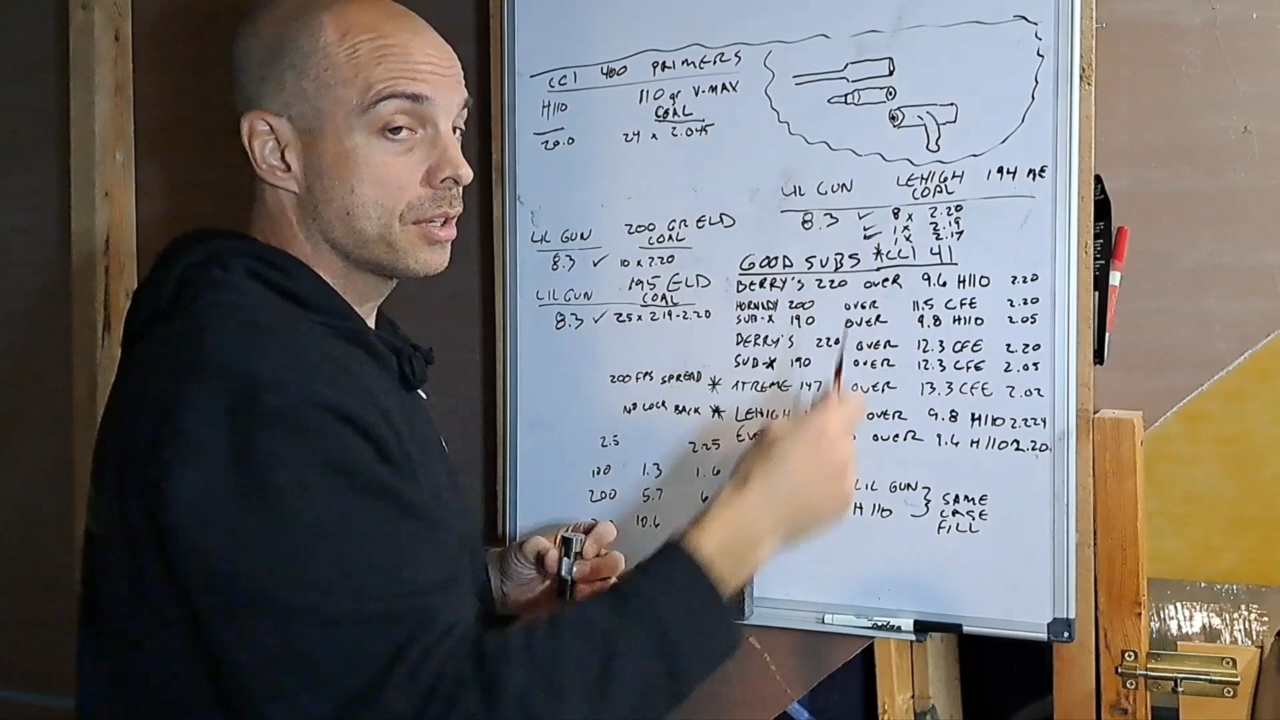 CCI 400 PRIMERS
H110 110 gr V-MAX
COAL
20.0 24 x 2.045
LIL GUN 200 GR ELD
COAL
8.3 ✓ 10 x 2.20
195 ELD
LIL GUN COAL
8.3 ✓ 25 x 2.19-2.20
LIL GUN LEHIGH 194 ME
COAL
8.3 ✓ 8 x 2.20
✓ 1 x 2.19
1 x 2.17
GOOD SUBS *CCI 41
BERRY'S 220 OVER 9.6 H110 2.20
HORNADY 200 OVER 11.5 CFE 2.20
SUB-X 190 OVER 9.8 H110 2.05
BERRY'S 220 OVER 12.3 CFE 2.20
SUB-X 190 OVER 12.3 CFE 2.05
200 FPS SPREAD * XTREME 147 OVER 13.3 CFE 2.02
NO LOCK BACK * LEHIGH OVER 9.8 H110 2.224
OVER 9.6 H110 2.20
2.5 2.25
100 1.3 1.6
200 5.7 6
10.6
LIL GUN } SAME
H110 CASE
FILL